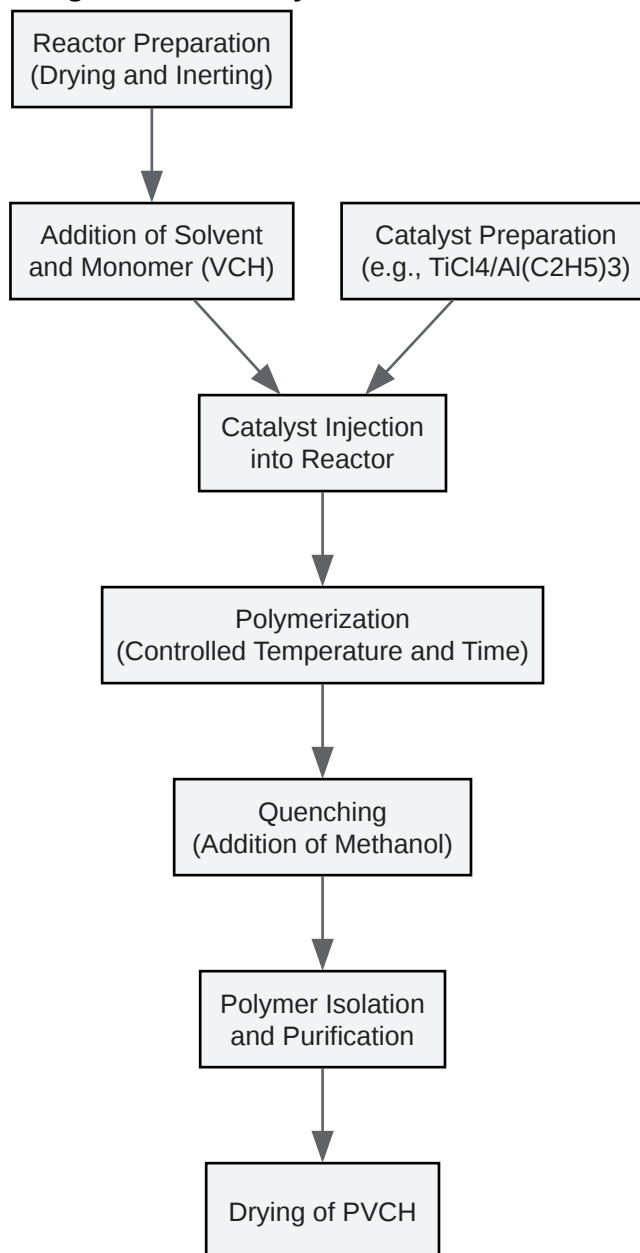 Reactor Preparation
(Drying and Inerting)
Addition of Solvent
and Monomer (VCH)
Catalyst Preparation
(e.g., TiCl4/Al(C2H5)3)
Catalyst Injection
into Reactor
Polymerization
(Controlled Temperature and Time)
Quenching
(Addition of Methanol)
Polymer Isolation
and Purification
Drying of PVCH